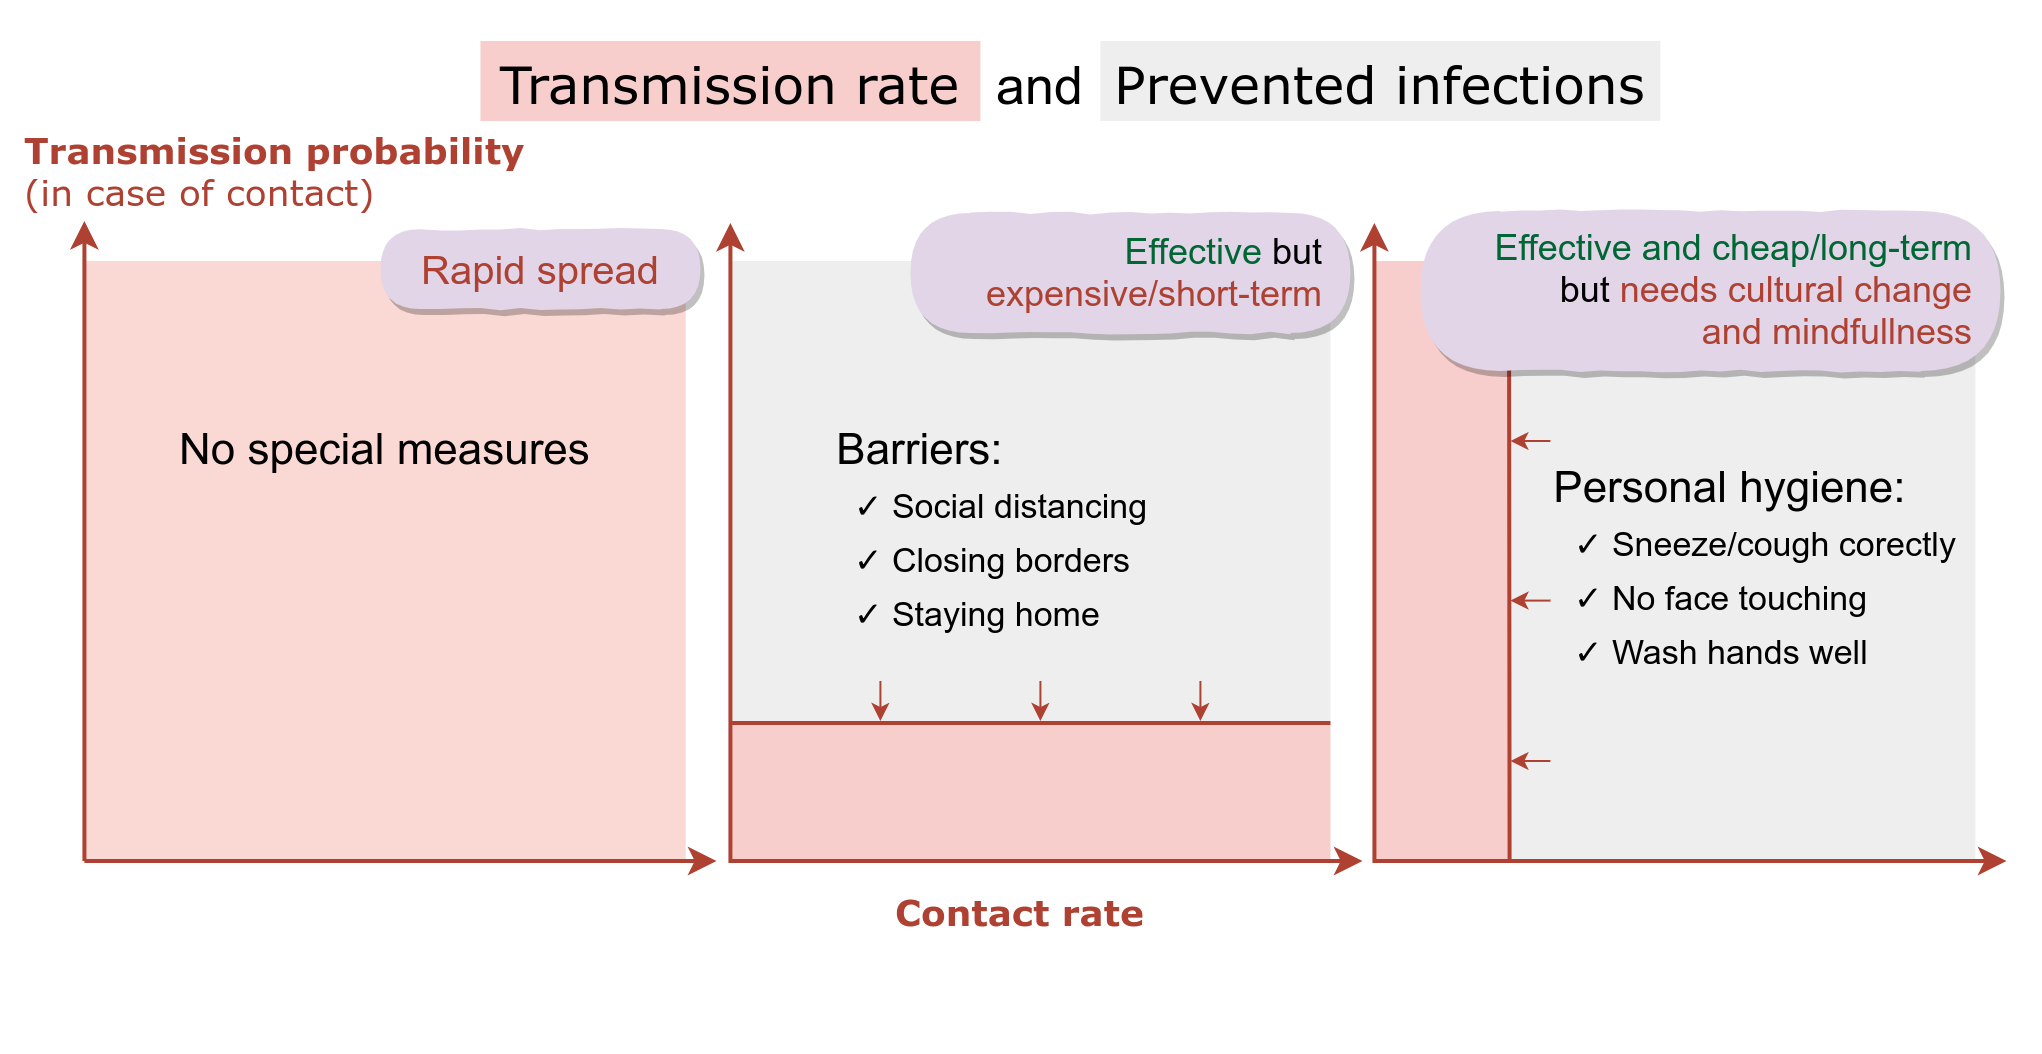 Transmission rate and Prevented infections
Transmission probability
(in case of contact)
Rapid spread
No special measures
Effective but
expensive/short-term
Barriers:
✓ Social distancing
✓ Closing borders
✓ Staying home
Effective and cheap/long-term
but needs cultural change
and mindfullness
Personal hygiene:
✓ Sneeze/cough corectly
✓ No face touching
✓ Wash hands well
Contact rate